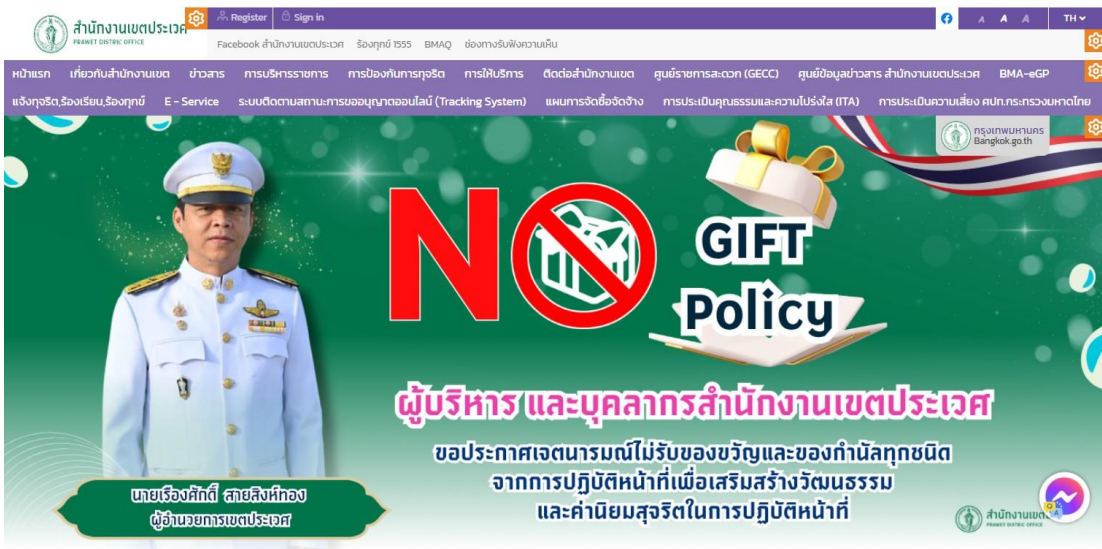 สำนักงานเขตประเวศ
PRAWET DISTRIC OFFICE
Register
Sign in
A A A
TH
Facebook สำนักงานเขตประเวศ ร้องทุกข์ 1555 BMAQ ช่องทางรับฟังความเห็น
หน้าแรก เกี่ยวกับสำนักงานเขต ข่าวสาร การบริหารราชการ การป้องกันการทุจริต การให้บริการ ติดต่อสำนักงานเขต ศูนย์ราชการสะดวก (GECC) ศูนย์ข้อมูลข่าวสาร สำนักงานเขตประเวศ BMA-eGP
แจ้งทุจริต,ร้องเรียน,ร้องทุกข์ E - Service ระบบติดตามสถานะการขออนุญาตออนไลน์ (Tracking System) แผนการจัดซื้อจัดจ้าง การประเมินคุณธรรมและความโปร่งใส (ITA) การประเมินความเสี่ยง ศปท.กระทรวงมหาดไทย
กรุงเทพมหานคร
Bangkok.go.th
NO
GIFT
Policy
ผู้บริหาร และบุคลากรสำนักงานเขตประเวศ
ขอประกาศเจตนารมณ์ไม่รับของขวัญและของกำนัลทุกชนิด
จากการปฏิบัติหน้าที่เพื่อเสริมสร้างวัฒนธรรม
และค่านิยมสุจริตในการปฏิบัติหน้าที่
นายเรืองศักดิ์ สายสิงห์ทอง
ผู้อำนวยการเขตประเวศ
สำนักงานเขต
PRAWET DISTRIC OFFICE